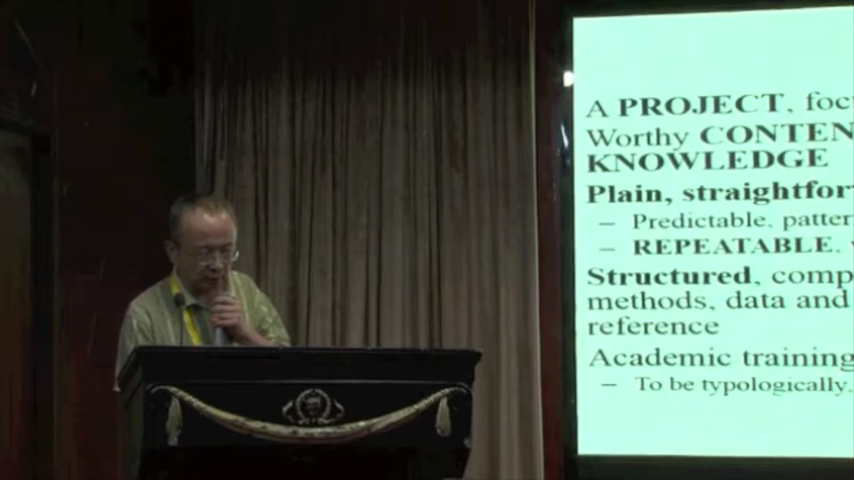 A PROJECT, foc
Worthy CONTEN
KNOWLEDGE
Plain, straightfor
– Predictable, patter
– REPEATABLE,
Structured, comp
methods, data and
reference
Academic training
– To be typologically,